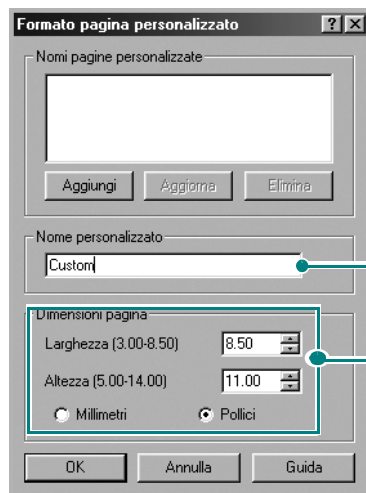 Formato pagina personalizzato
Nomi pagine personalizzate
Aggiungi Aggiorna Elimina
Nome personalizzato
Custom
Dimensioni pagina
Larghezza (3.00-8.50) 8.50
Altezza (5.00-14.00) 11.00
Millimetri Pollici
OK Annulla Guida